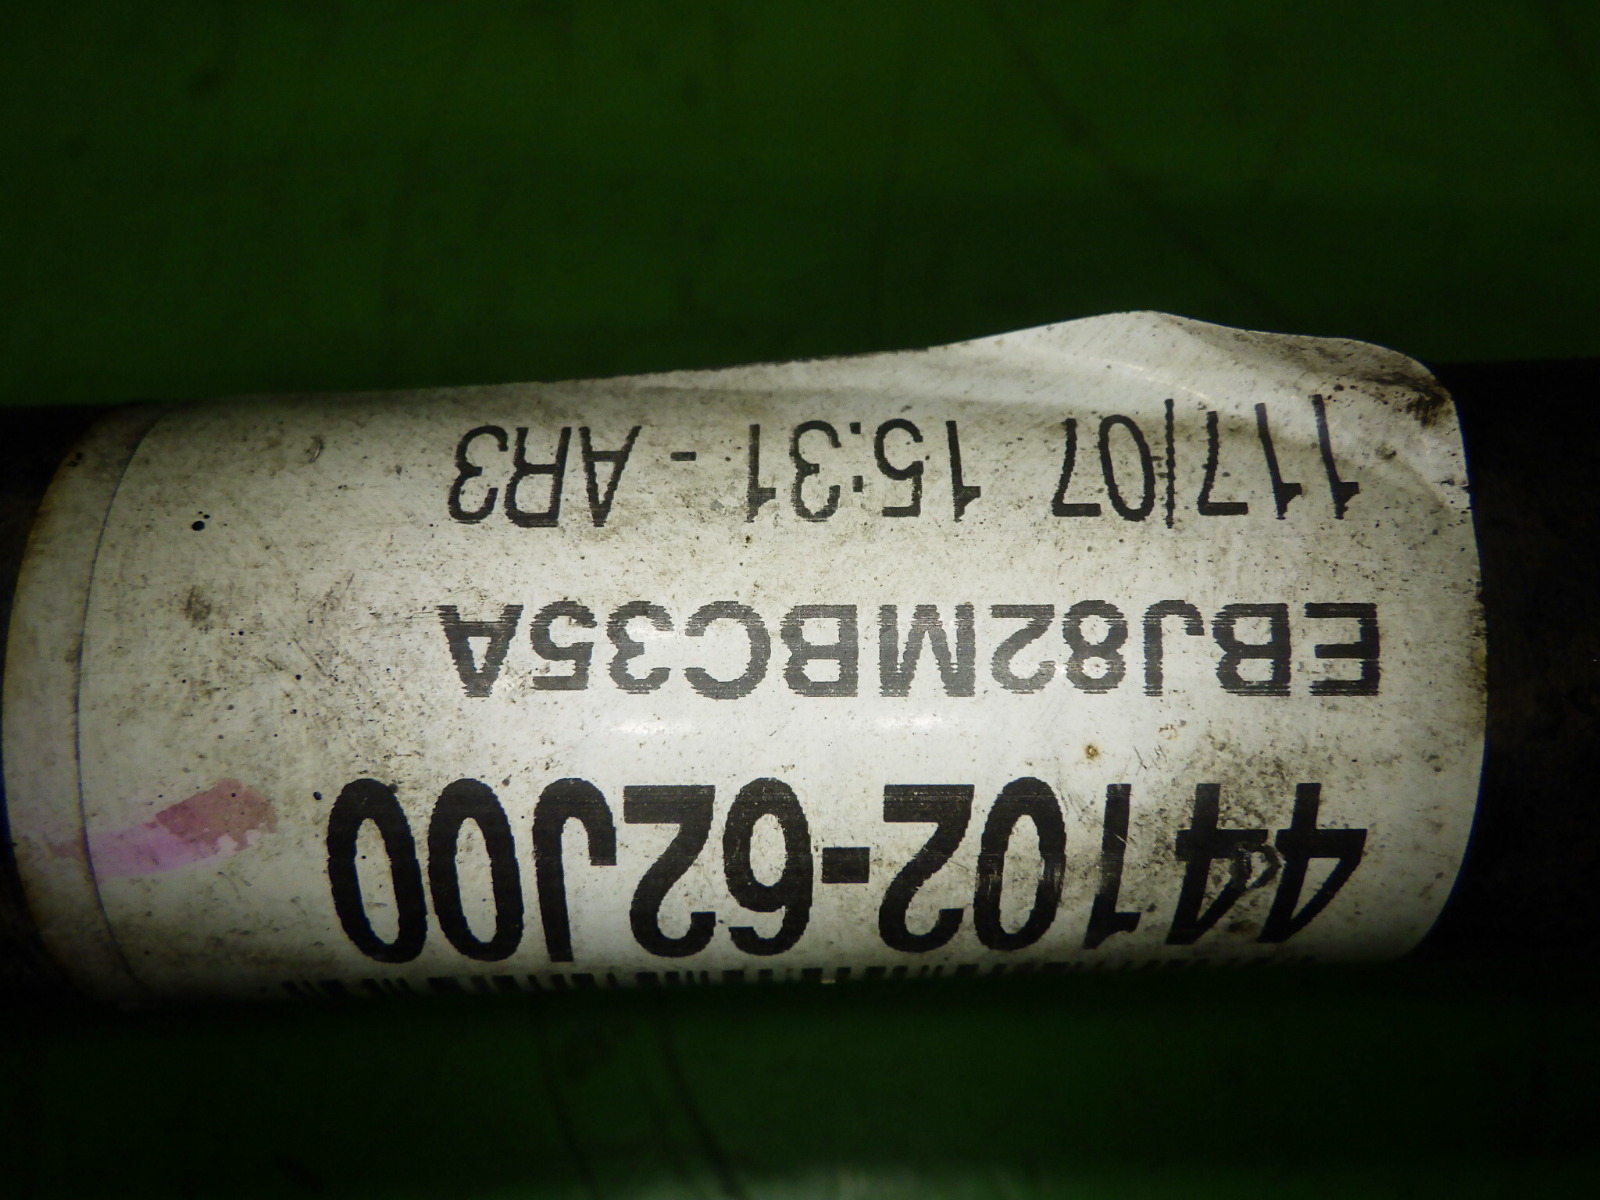 44102-62J00
EBJ82MBC35A
117|07 15:31 - AR3